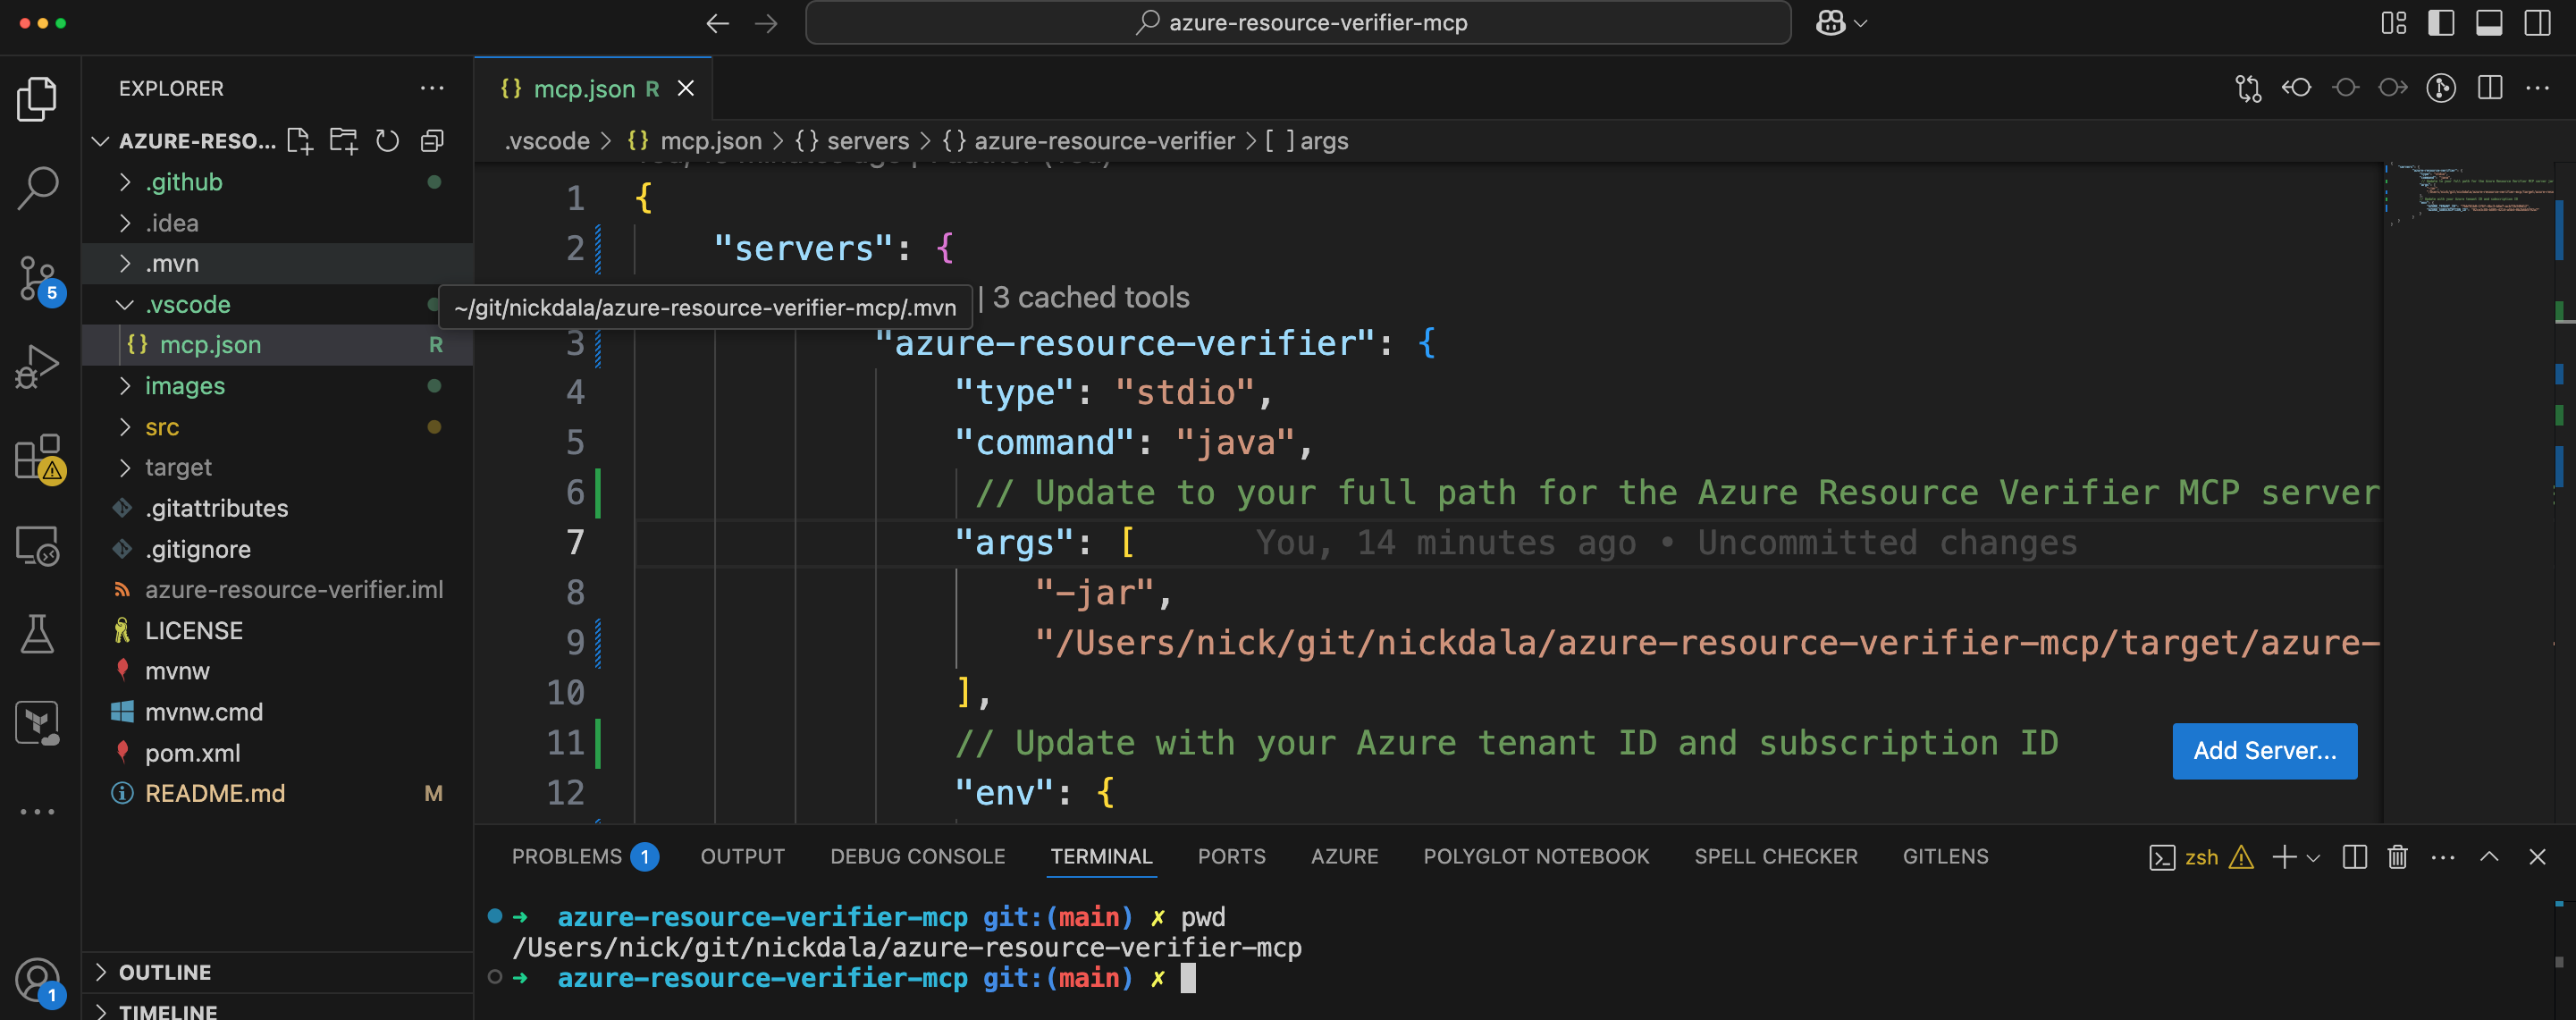 azure-resource-verifier-mcp
EXPLORER
AZURE-RESO...
.github
.idea
.mvn
.vscode
mcp.json R
images
src
target
.gitattributes
.gitignore
azure-resource-verifier.iml
LICENSE
mvnw
mvnw.cmd
pom.xml
README.md M
OUTLINE
TIMELINE
5
1
~/git/nickdala/azure-resource-verifier-mcp/.mvn
mcp.json R
.vscode > {} mcp.json > {} servers > {} azure-resource-verifier > [ ] args
1 {
2 "servers": {
| 3 cached tools
3 "azure-resource-verifier": {
4 "type": "stdio",
5 "command": "java",
6 // Update to your full path for the Azure Resource Verifier MCP server
7 "args": [ You, 14 minutes ago • Uncommitted changes
8 "-jar",
9 "/Users/nick/git/nickdala/azure-resource-verifier-mcp/target/azure-
10 ],
11 // Update with your Azure tenant ID and subscription ID
12 "env": {
Add Server...
PROBLEMS 1 OUTPUT DEBUG CONSOLE TERMINAL PORTS AZURE POLYGLOT NOTEBOOK SPELL CHECKER GITLENS
zsh
➜ azure-resource-verifier-mcp git:(main) ✗ pwd
/Users/nick/git/nickdala/azure-resource-verifier-mcp
➜ azure-resource-verifier-mcp git:(main) ✗